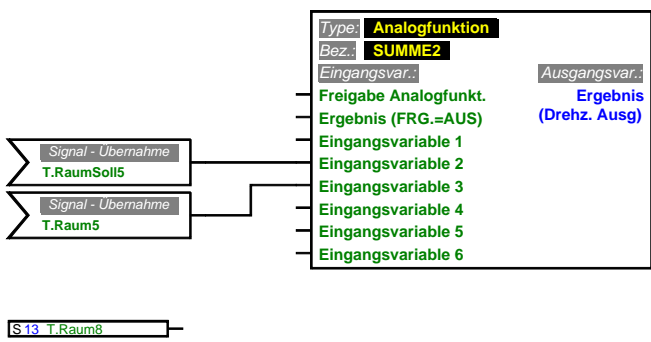 Type: Analogfunktion
Bez.: SUMME2
Eingangsvar.: Ausgangsvar.:
Freigabe Analogfunkt. Ergebnis
Ergebnis (FRG.=AUS) (Drehz. Ausg)
Eingangsvariable 1
Signal - Übernahme
T.RaumSoll5
Eingangsvariable 2
Eingangsvariable 3
Signal - Übernahme
T.Raum5
Eingangsvariable 4
Eingangsvariable 5
Eingangsvariable 6
S 13 T.Raum8